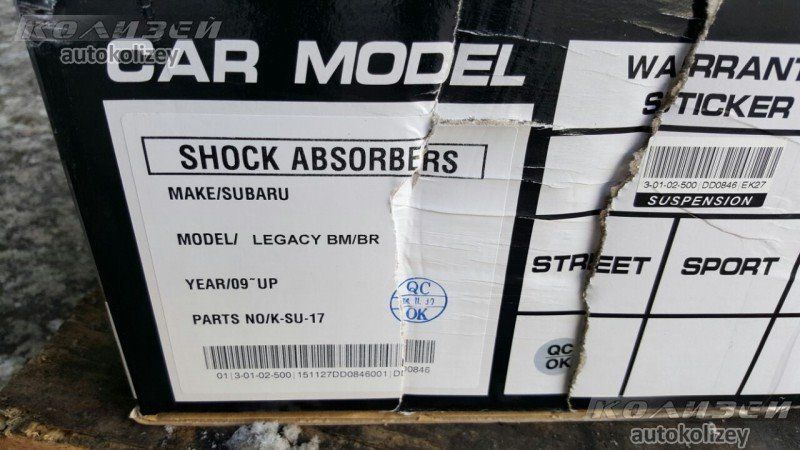 КОЛИЗЕЙ
autokolizey
CAR MODEL
WARRANT
STICKER
SHOCK ABSORBERS
MAKE/SUBARU
MODEL/ LEGACY BM/BR
YEAR/09~UP
PARTS NO/K-SU-17
QC
OK
01 3-01-02-500 151127DD0846001 DD0846
3-01-02-500 DD0846 EK27
SUSPENSION
STREET
SPORT
QC
OK
КОЛИЗЕЙ
autokolizey